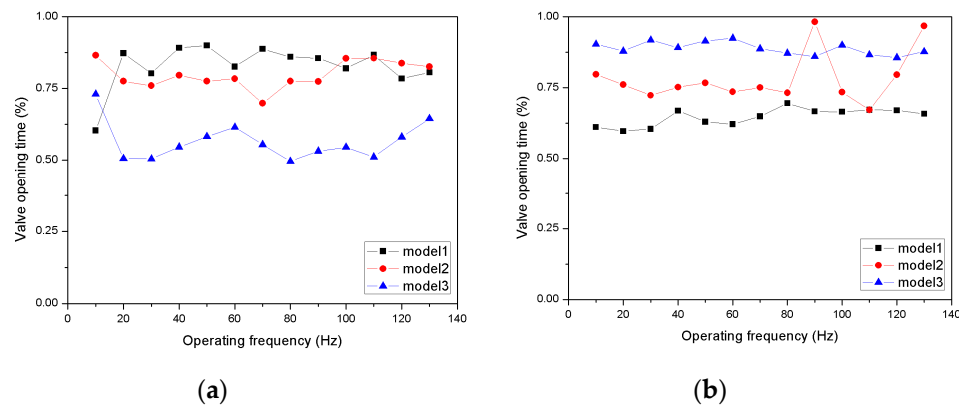 1.00
0.75
0.50
0.25
0.00
Valve opening time (%)
0 20 40 60 80 100 120 140
Operating frequency (Hz)
model1
model2
model3
(a)
1.00
0.75
0.50
0.25
0.00
Valve opening time (%)
0 20 40 60 80 100 120 140
Operating frequency (Hz)
model1
model2
model3
(b)